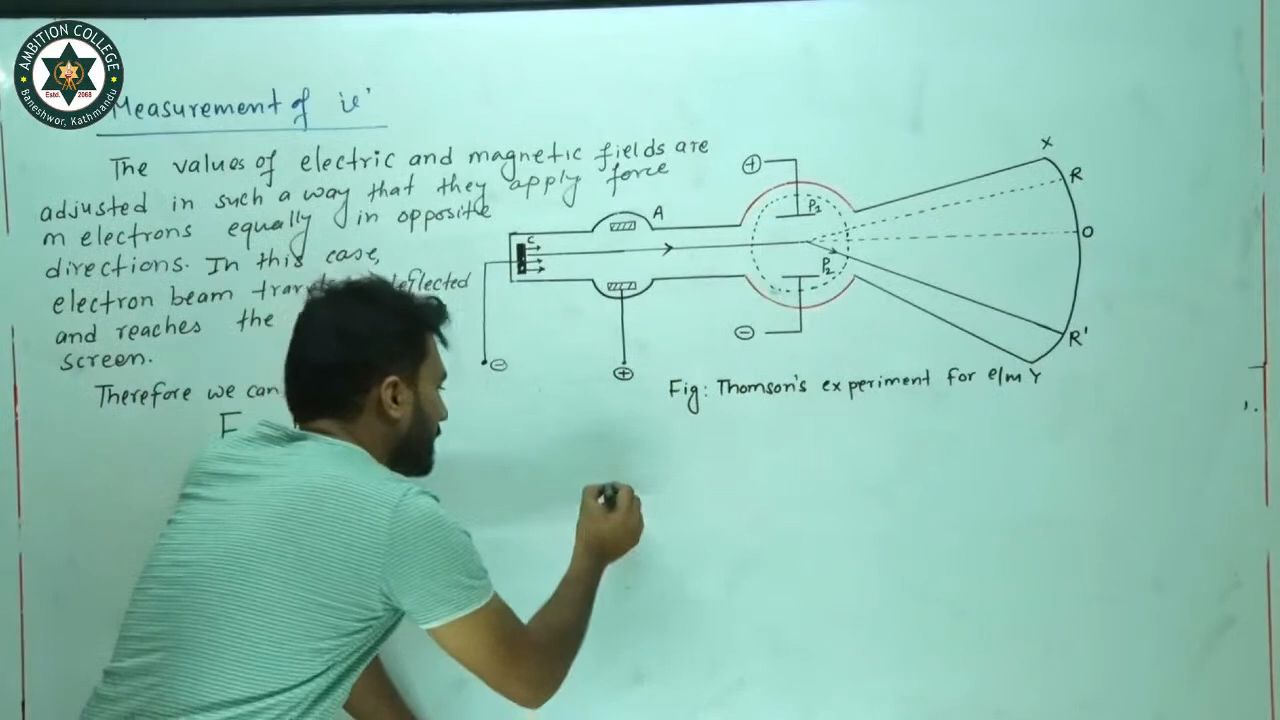 AMBITION COLLEGE
Estd. 2068
Baneshwor, Kathmandu
Measurement of 'v'
The values of electric and magnetic fields are
adjusted in such a way that they apply force
m electrons equally in opposite
directions. In this case,
electron beam deflected
and reaches the
screen.
Therefore we can
F
C
A
P1
P2
X
R
O
R'
Y
+
-
-
+
Fig: Thomson's experiment for e/m